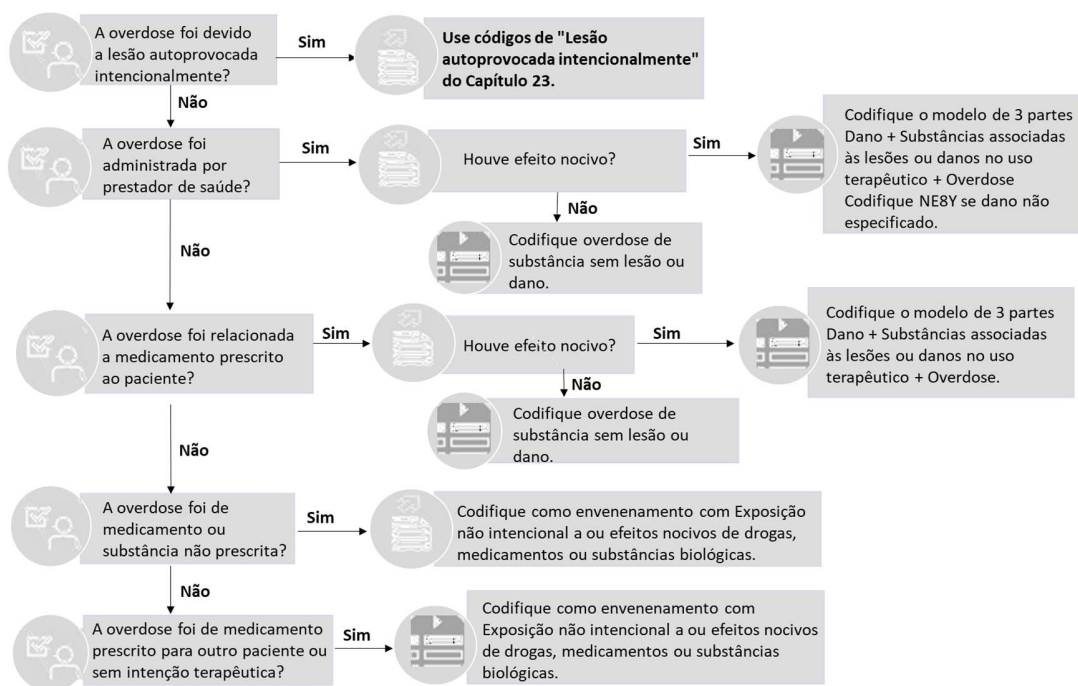 A overdose foi devido
a lesão autoprovocada
intencionalmente?
Sim
Use códigos de "Lesão
autoprovocada intencionalmente"
do Capítulo 23.
Não
A overdose foi
administrada por
prestador de saúde?
Sim
Houve efeito nocivo?
Sim
Codifique o modelo de 3 partes
Dano + Substâncias associadas
às lesões ou danos no uso
terapêutico + Overdose
Codifique NE8Y se dano não
especificado.
Não
Codifique overdose de
substância sem lesão ou
dano.
Não
A overdose foi relacionada
a medicamento prescrito
ao paciente?
Sim
Houve efeito nocivo?
Sim
Codifique o modelo de 3 partes
Dano + Substâncias associadas
às lesões ou danos no uso
terapêutico + Overdose.
Não
Codifique overdose de
substância sem lesão ou
dano.
Não
A overdose foi de
medicamento ou
substância não prescrita?
Sim
Codifique como envenenamento com Exposição
não intencional a ou efeitos nocivos de drogas,
medicamentos ou substâncias biológicas.
Não
A overdose foi de medicamento
prescrito para outro paciente ou
sem intenção terapêutica?
Sim
Codifique como envenenamento com
Exposição não intencional a ou efeitos nocivos
de drogas, medicamentos ou substâncias
biológicas.